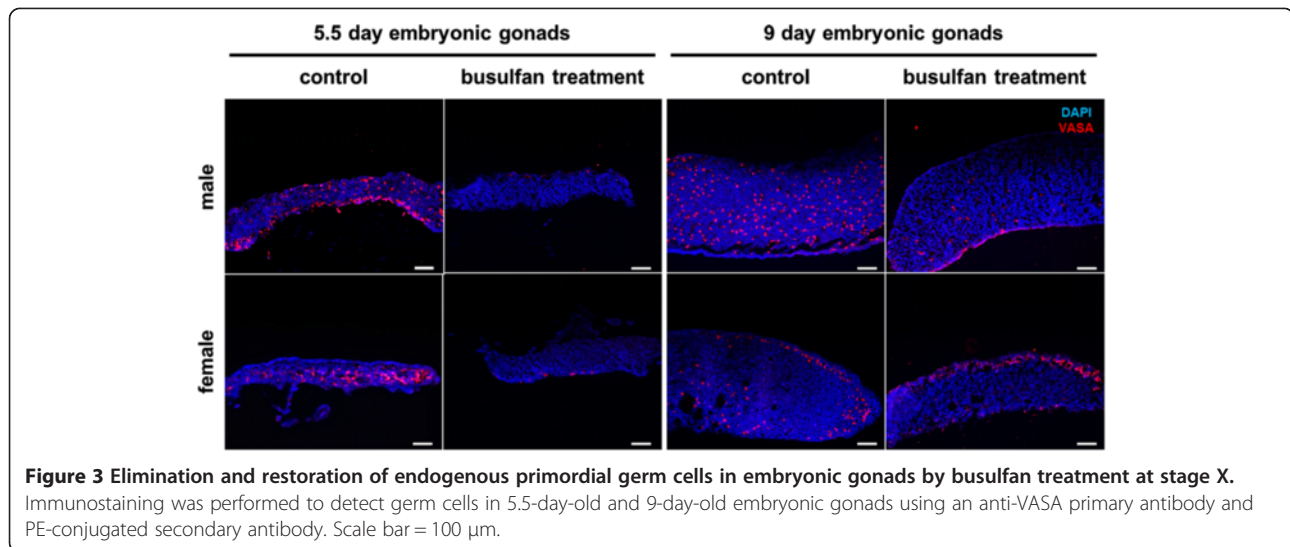 5.5 day embryonic gonads 9 day embryonic gonads
control busulfan treatment control busulfan treatment
DAPI
VASA
male
female
Figure 3 Elimination and restoration of endogenous primordial germ cells in embryonic gonads by busulfan treatment at stage X.
Immunostaining was performed to detect germ cells in 5.5-day-old and 9-day-old embryonic gonads using an anti-VASA primary antibody and
PE-conjugated secondary antibody. Scale bar = 100 μm.